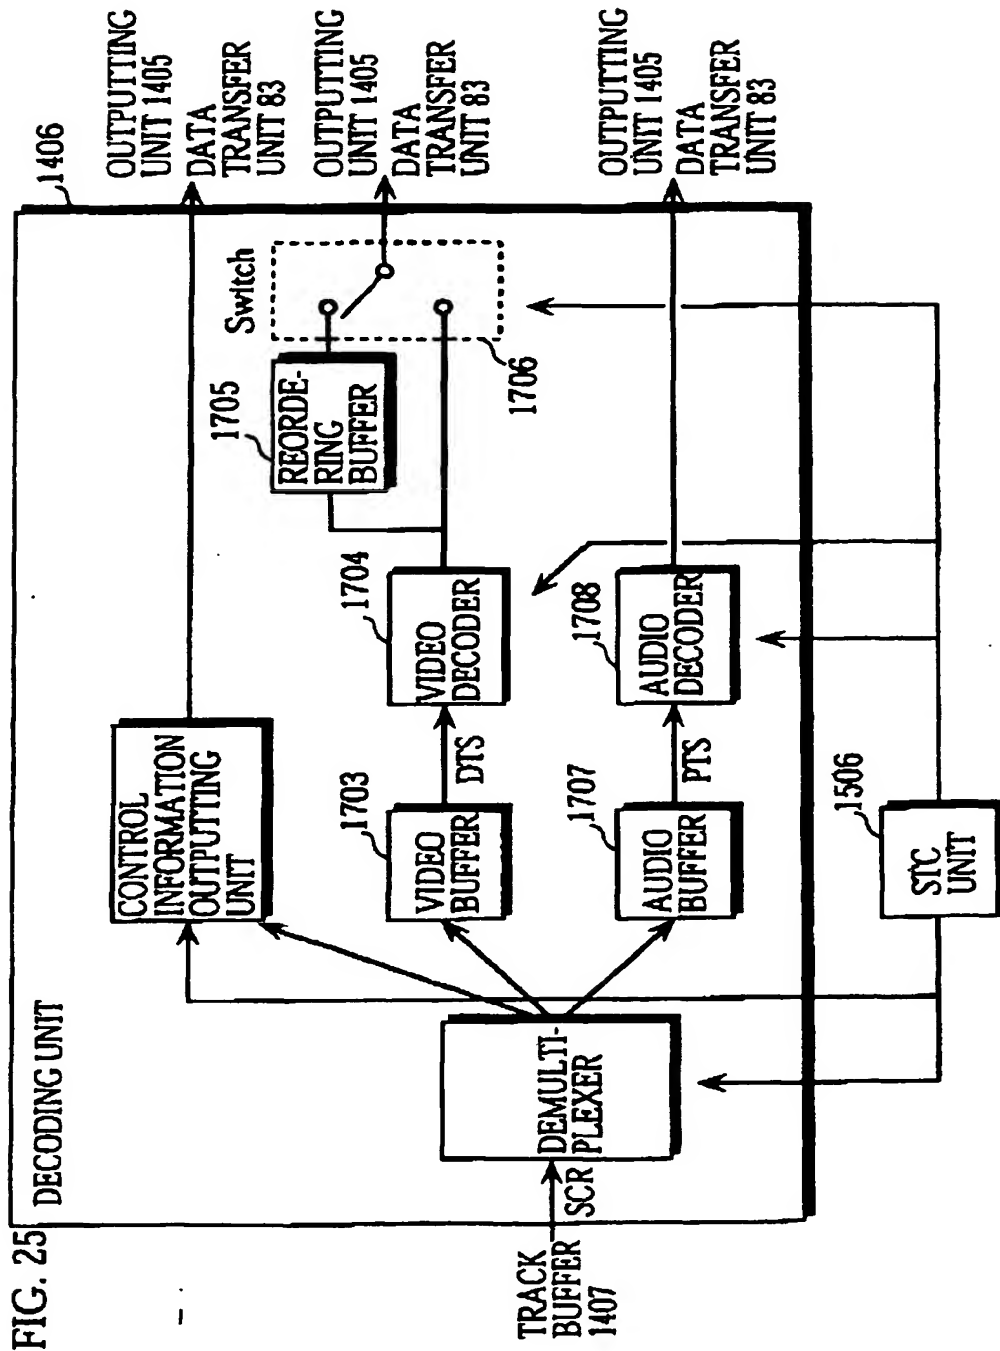 FIG. 25
DECODING UNIT
1406
TRACK
BUFFER
1407
SCR
DEMULTI-
PLEXER
CONTROL
INFORMATION
OUTPUTTING
UNIT
OUTPUTTING
UNIT 1405
DATA
TRANSFER
UNIT 83
1703
VIDEO
BUFFER
DTS
1704
VIDEO
DECODER
1705
REORDE-
RING
BUFFER
Switch
1706
OUTPUTTING
UNIT 1405
DATA
TRANSFER
UNIT 83
1707
AUDIO
BUFFER
PTS
1708
AUDIO
DECODER
OUTPUTTING
UNIT 1405
DATA
TRANSFER
UNIT 83
1506
STC
UNIT